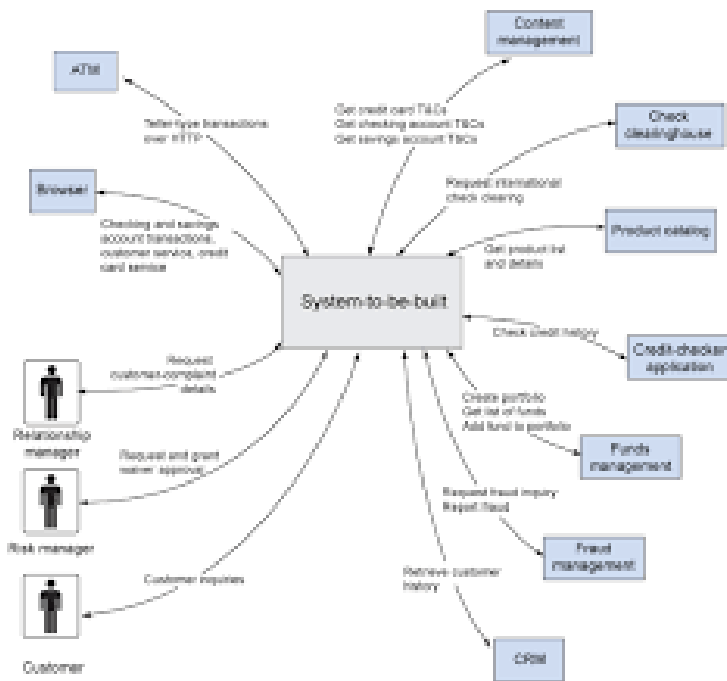 Content
management
ATM
Get credit card T&Cs
Get checking account T&Cs
Get savings account T&Cs
Teller-type transactions
over HTTP
Check
clearinghouse
Request international
check clearing
Browser
Checking and savings
account transactions,
customer service, credit
card service
Product catalog
Get product list
and details
System-to-be-built
Check credit history
Credit checker
application
Request
customer-complaint
details
Relationship
manager
Create portfolio
Get list of funds
Add fund to portfolio
Funds
management
Request and grant
waiver approval
Risk manager
Request fraud inquiry
Report fraud
Fraud
management
Customer inquiries
Retrieve customer
history
Customer
CRM